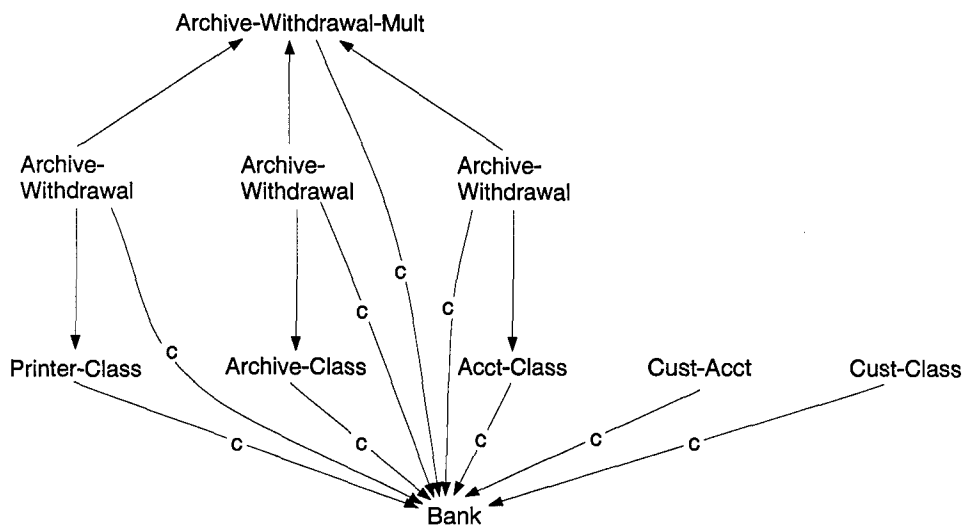 Archive-Withdrawal-Mult
Archive-
Withdrawal
Archive-
Withdrawal
Archive-
Withdrawal
c
c
c
c
Printer-Class
Archive-Class
Acct-Class
Cust-Acct
Cust-Class
c
c
c
c
c
Bank